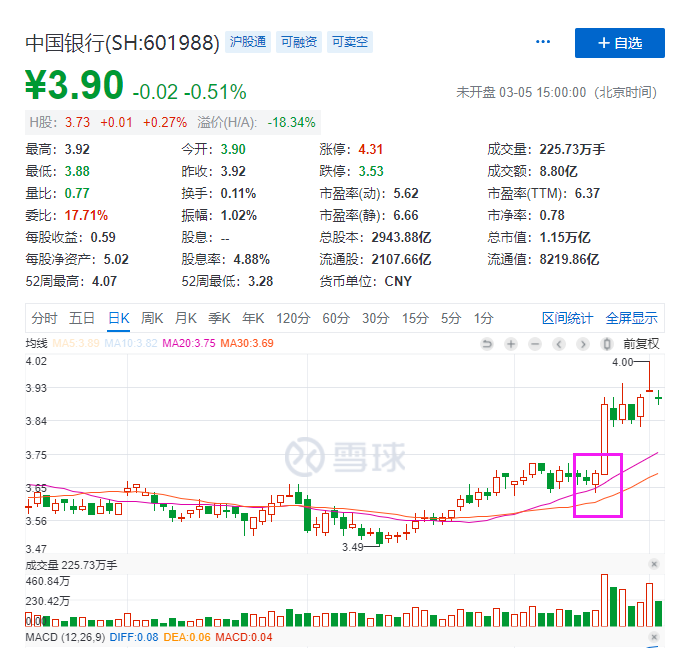 中国银行(SH:601988) 沪股通 可融资 可卖空 ··· + 自选
¥3.90 -0.02 -0.51% 未开盘 03-05 15:00:00（北京时间）
H股： 3.73 +0.01 +0.27% 溢价(H/A)： -18.34%
最高：3.92 今开：3.90 涨停：4.31 成交量：225.73万手
最低：3.88 昨收：3.92 跌停：3.53 成交额：8.80亿
量比：0.77 换手：0.11% 市盈率(动)：5.62 市盈率(TTM)：6.37
委比：17.71% 振幅：1.02% 市盈率(静)：6.66 市净率：0.78
每股收益：0.59 股息：-- 总股本：2943.88亿 总市值：1.15万亿
每股净资产：5.02 股息率：4.88% 流通股：2107.66亿 流通值：8219.86亿
52周最高：4.07 52周最低：3.28 货币单位：CNY
分时 五日 日K 周K 月K 季K 年K 120分 60分 30分 15分 5分 1分 区间统计 全屏显示
均线 MA5:3.89 MA10:3.82 MA20:3.75 MA30:3.69 前复权
4.02
4.00
3.93
3.84
3.75
雪球
3.65
3.56
3.49
3.47
成交量 225.73万手
460.84万
230.42万
0.00
MACD (12,26,9) DIFF:0.08 DEA:0.06 MACD:0.04